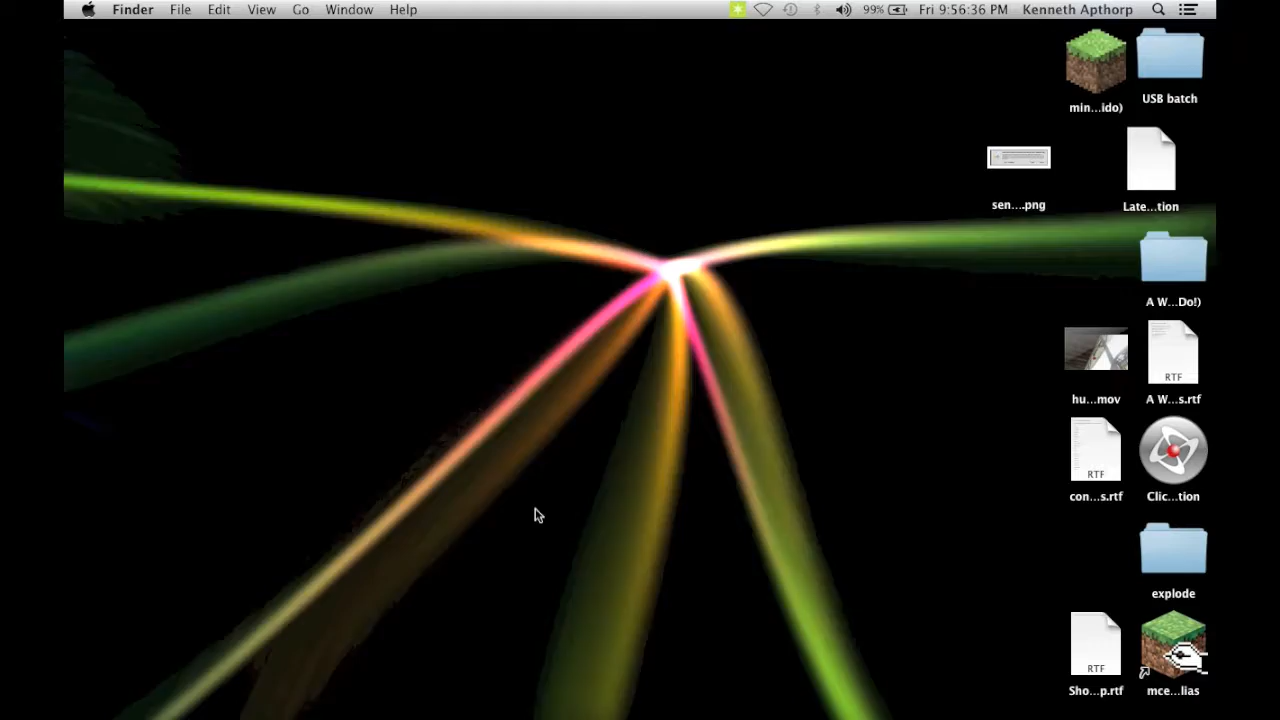 Finder File Edit View Go Window Help 99% Fri 9:56:36 PM Kenneth Apthorp
min...ido)
USB batch
sen....png
Late...tion
A W...Do!)
hu...mov
RTF
A W...s.rtf
RTF
con...s.rtf
Clic...tion
explode
RTF
Sho...p.rtf
mce...lias